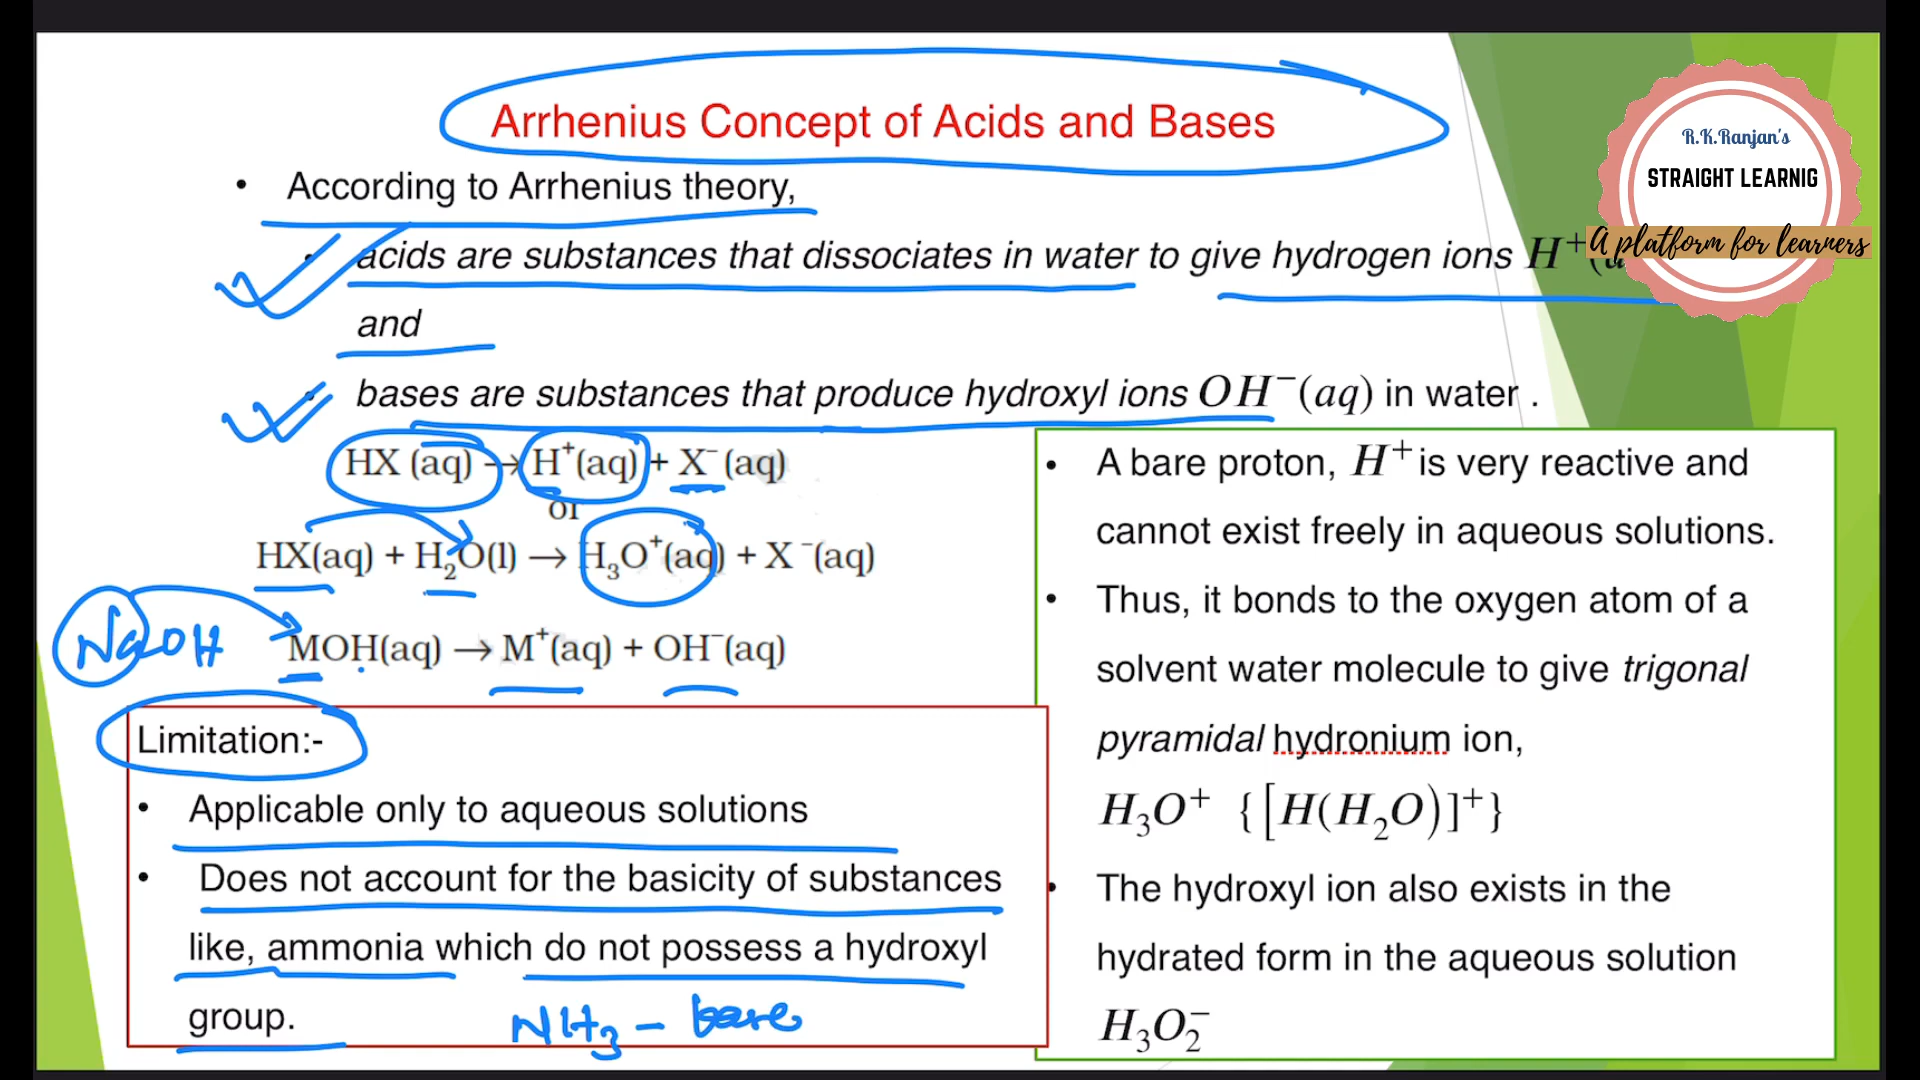 Arrhenius Concept of Acids and Bases
R.K.Ranjan's
STRAIGHT LEARNIG
A platform for learners
• According to Arrhenius theory,
acids are substances that dissociates in water to give hydrogen ions H⁺
and
bases are substances that produce hydroxyl ions OH⁻(aq) in water .
HX (aq) → H⁺(aq) + X⁻(aq)
or
HX(aq) + H₂O(l) → H₃O⁺(aq) + X⁻(aq)
NaOH MOH(aq) → M⁺(aq) + OH⁻(aq)
Limitation:-
• Applicable only to aqueous solutions
• Does not account for the basicity of substances
like, ammonia which do not possess a hydroxyl
group.
NH₃ – base
• A bare proton, H⁺ is very reactive and
cannot exist freely in aqueous solutions.
• Thus, it bonds to the oxygen atom of a
solvent water molecule to give trigonal
pyramidal hydronium ion,
H₃O⁺ {[H(H₂O)]⁺}
• The hydroxyl ion also exists in the
hydrated form in the aqueous solution
H₃O₂⁻